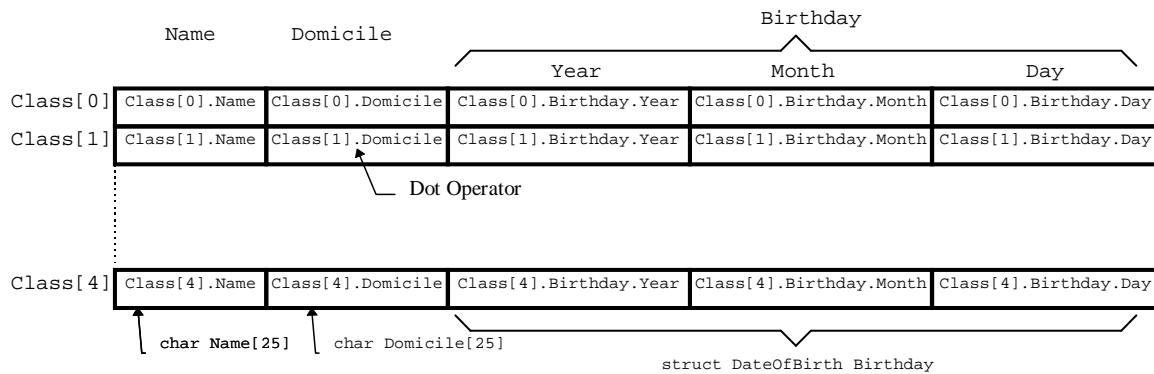 Birthday
Name Domicile
Year Month Day
Class[0] Class[0].Name Class[0].Domicile Class[0].Birthday.Year Class[0].Birthday.Month Class[0].Birthday.Day
Class[1] Class[1].Name Class[1].Domicile Class[1].Birthday.Year Class[1].Birthday.Month Class[1].Birthday.Day
Dot Operator
Class[4] Class[4].Name Class[4].Domicile Class[4].Birthday.Year Class[4].Birthday.Month Class[4].Birthday.Day
char Name[25] char Domicile[25]
struct DateOfBirth Birthday